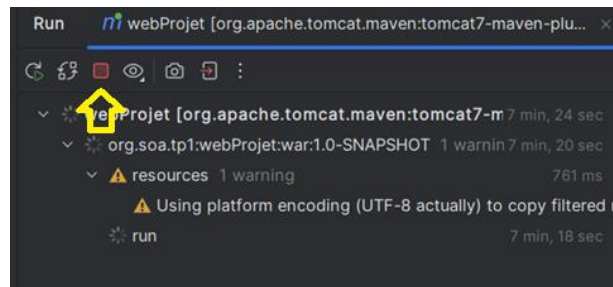 Run webProjet [org.apache.tomcat.maven:tomcat7-maven-plu...
webProjet [org.apache.tomcat.maven:tomcat7-m 7 min, 24 sec
org.soa.tp1:webProjet:war:1.0-SNAPSHOT 1 warnin 7 min, 20 sec
resources 1 warning 761 ms
Using platform encoding (UTF-8 actually) to copy filtered
run 7 min, 18 sec